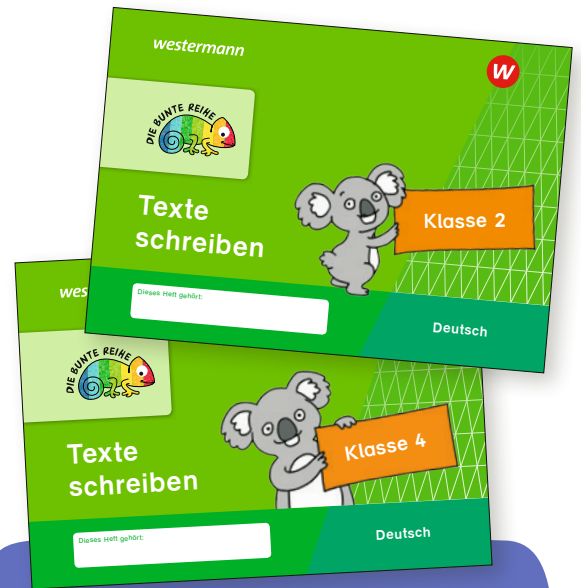 westermann
W
DIE BUNTE REIHE
Texte
schreiben
Klasse 2
Dieses Heft gehört:
Deutsch
wes
DIE BUNTE REIHE
Texte
schreiben
Klasse 4
Dieses Heft gehört:
Deutsch